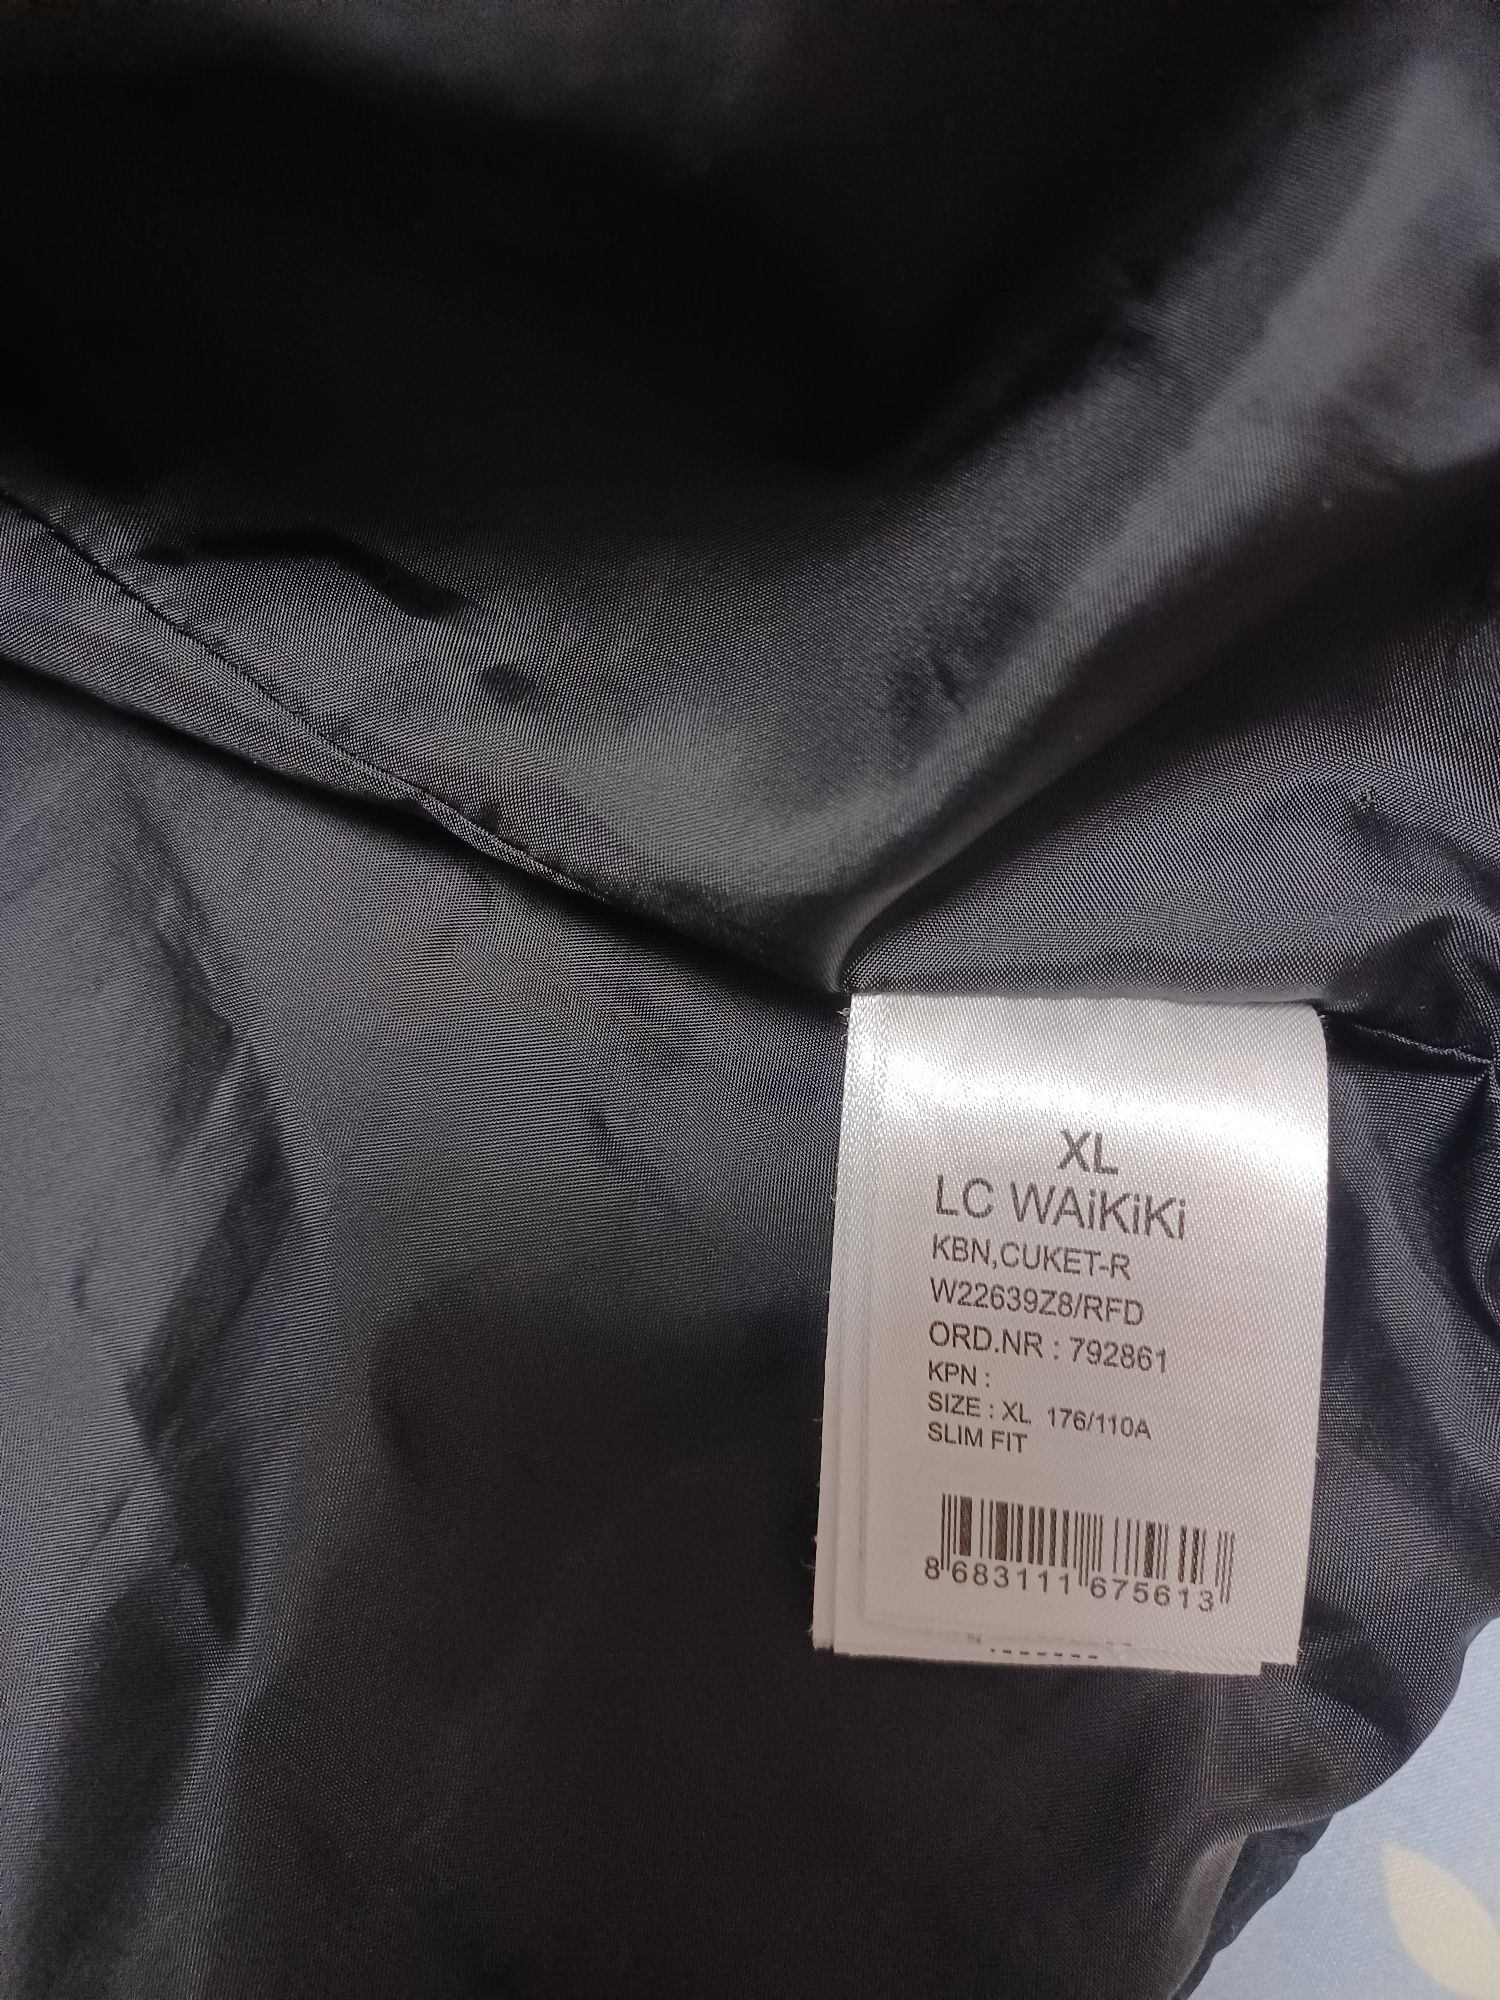 XL
LC WAiKiKi
KBN,CUKET-R
W22639Z8/RFD
ORD.NR : 792861
KPN :
SIZE : XL 176/110A
SLIM FIT
8 683111 675613